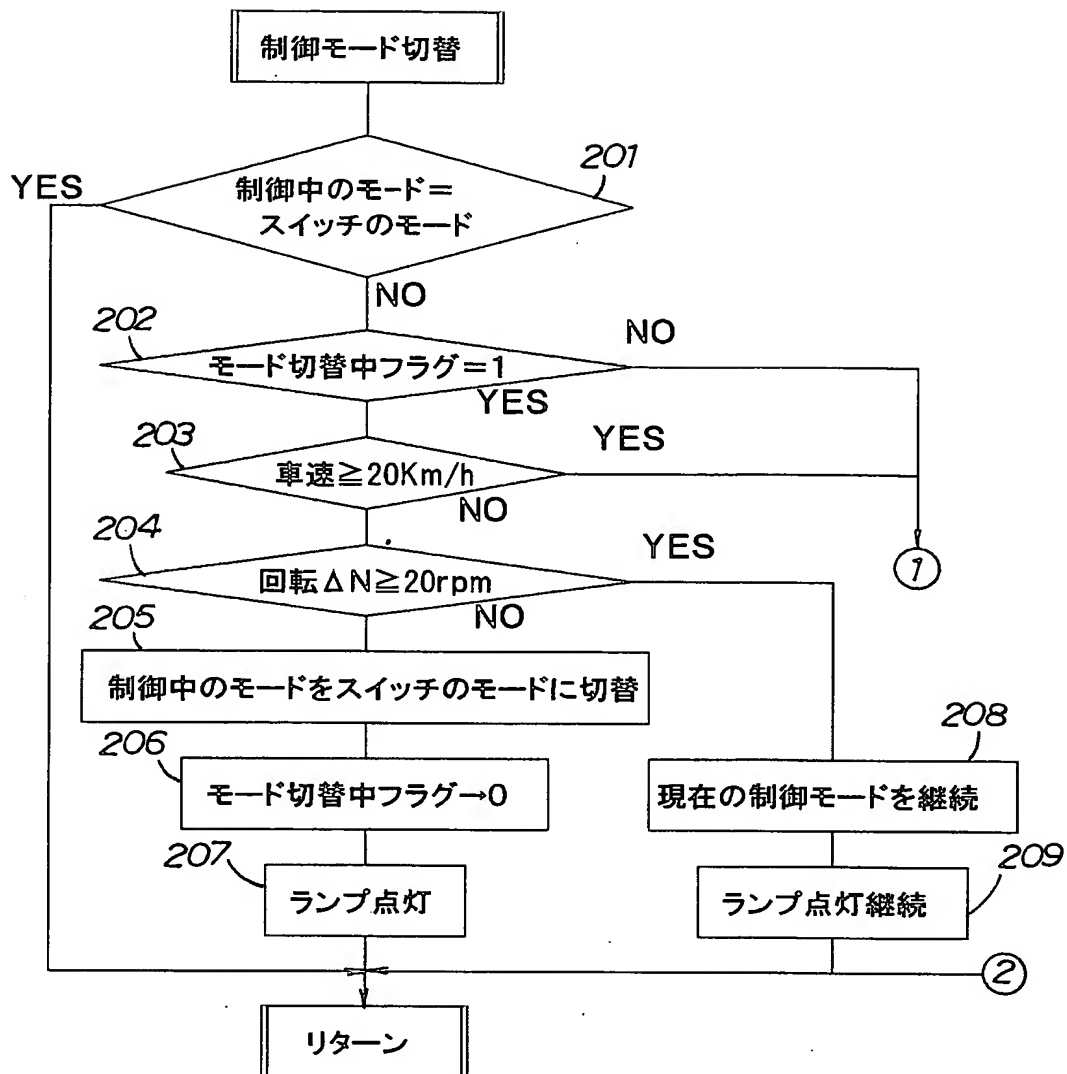 制御モード切替
201
YES
制御中のモード＝
スイッチのモード
NO
202
NO
モード切替中フラグ＝1
YES
203
YES
車速≧20Km/h
NO
204
YES
①
回転ΔN≧20rpm
NO
205
制御中のモードをスイッチのモードに切替
206
208
モード切替中フラグ→0
現在の制御モードを継続
207
209
ランプ点灯
ランプ点灯継続
②
リターン